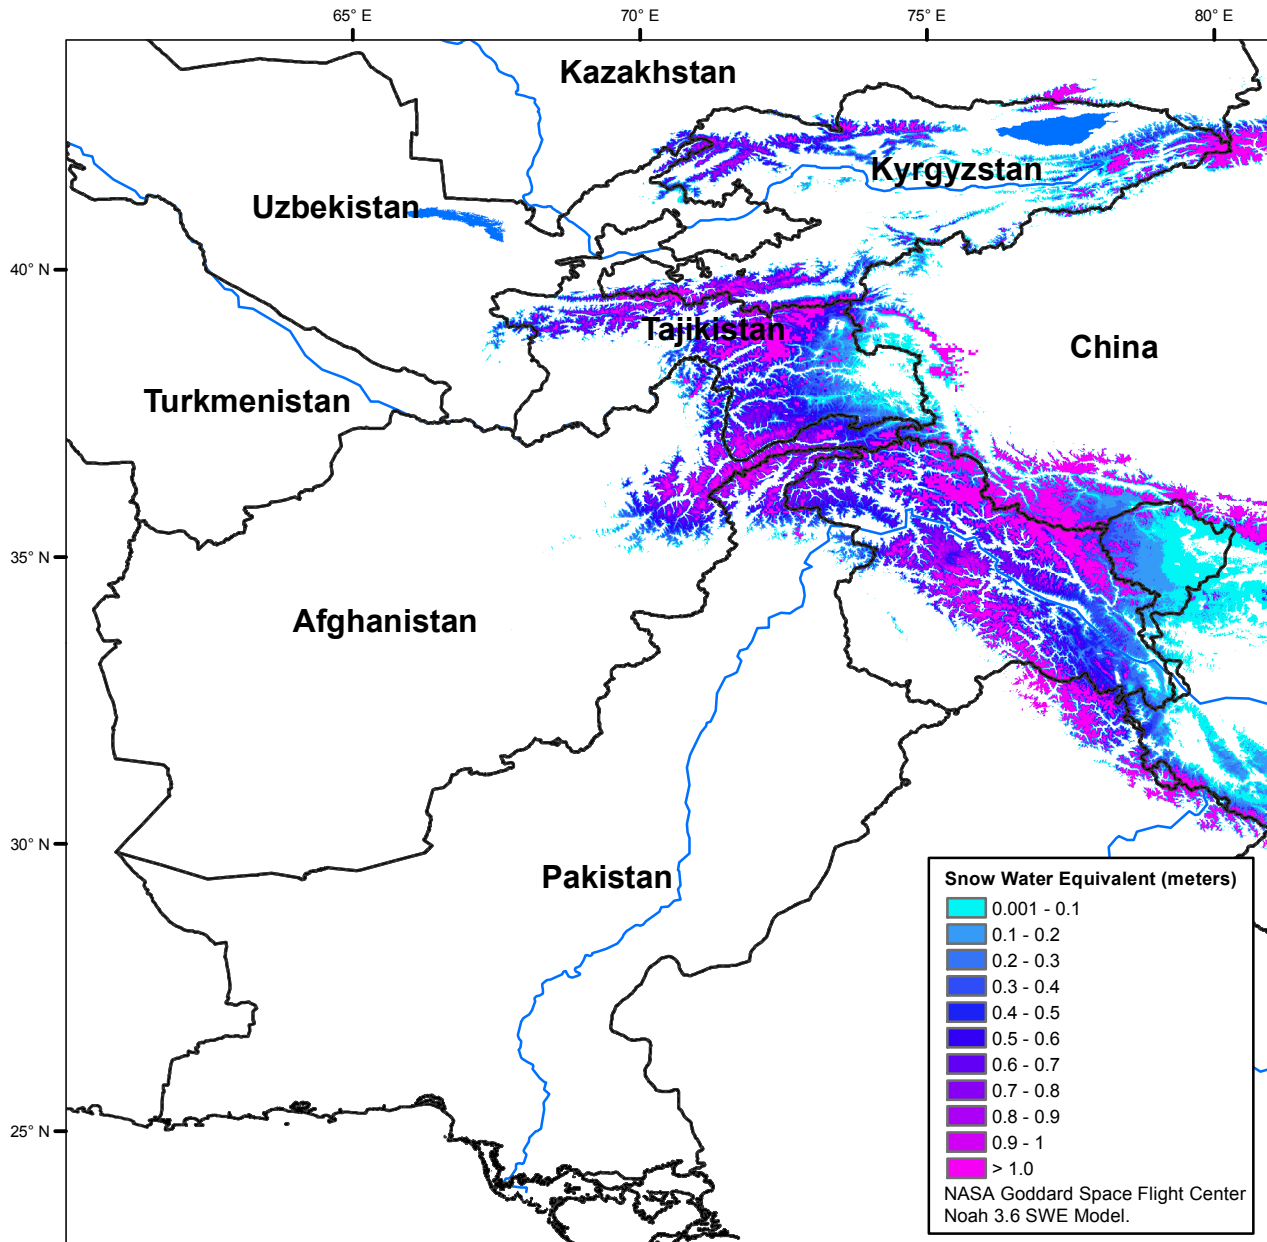 65° E
70° E
75° E
80° E
Kazakhstan
Kyrgyzstan
Uzbekistan
40° N
Tajikistan
China
Turkmenistan
35° N
Afghanistan
30° N
Pakistan
25° N
Snow Water Equivalent (meters)
0.001 - 0.1
0.1 - 0.2
0.2 - 0.3
0.3 - 0.4
0.4 - 0.5
0.5 - 0.6
0.6 - 0.7
0.7 - 0.8
0.8 - 0.9
0.9 - 1
> 1.0
NASA Goddard Space Flight Center
Noah 3.6 SWE Model.